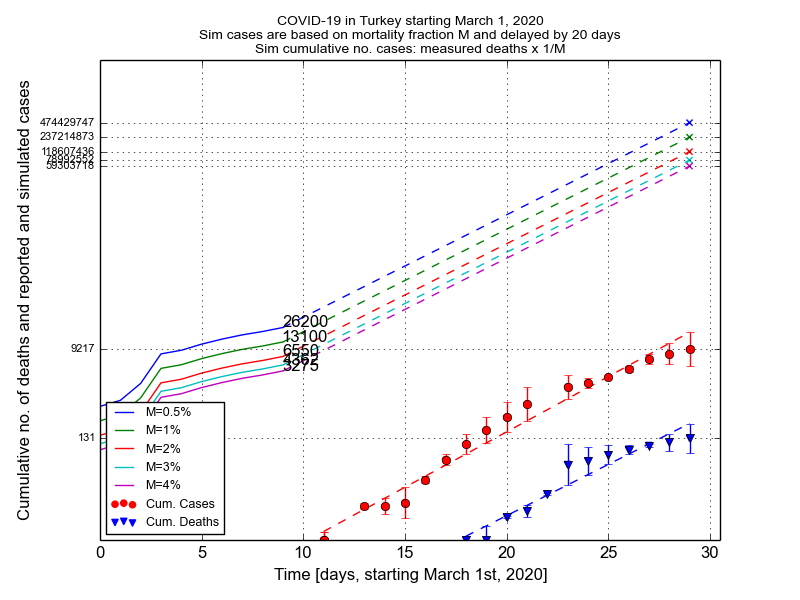 COVID-19 in Turkey starting March 1, 2020
Sim cases are based on mortality fraction M and delayed by 20 days
Sim cumulative no. cases: measured deaths x 1/M
Cumulative no. of deaths and reported and simulated cases
474429747
237214873
118607436
78992552
59303718
9217
131
26200
13100
6550
4362
3275
M=0.5%
M=1%
M=2%
M=3%
M=4%
Cum. Cases
Cum. Deaths
0 5 10 15 20 25 30
Time [days, starting March 1st, 2020]